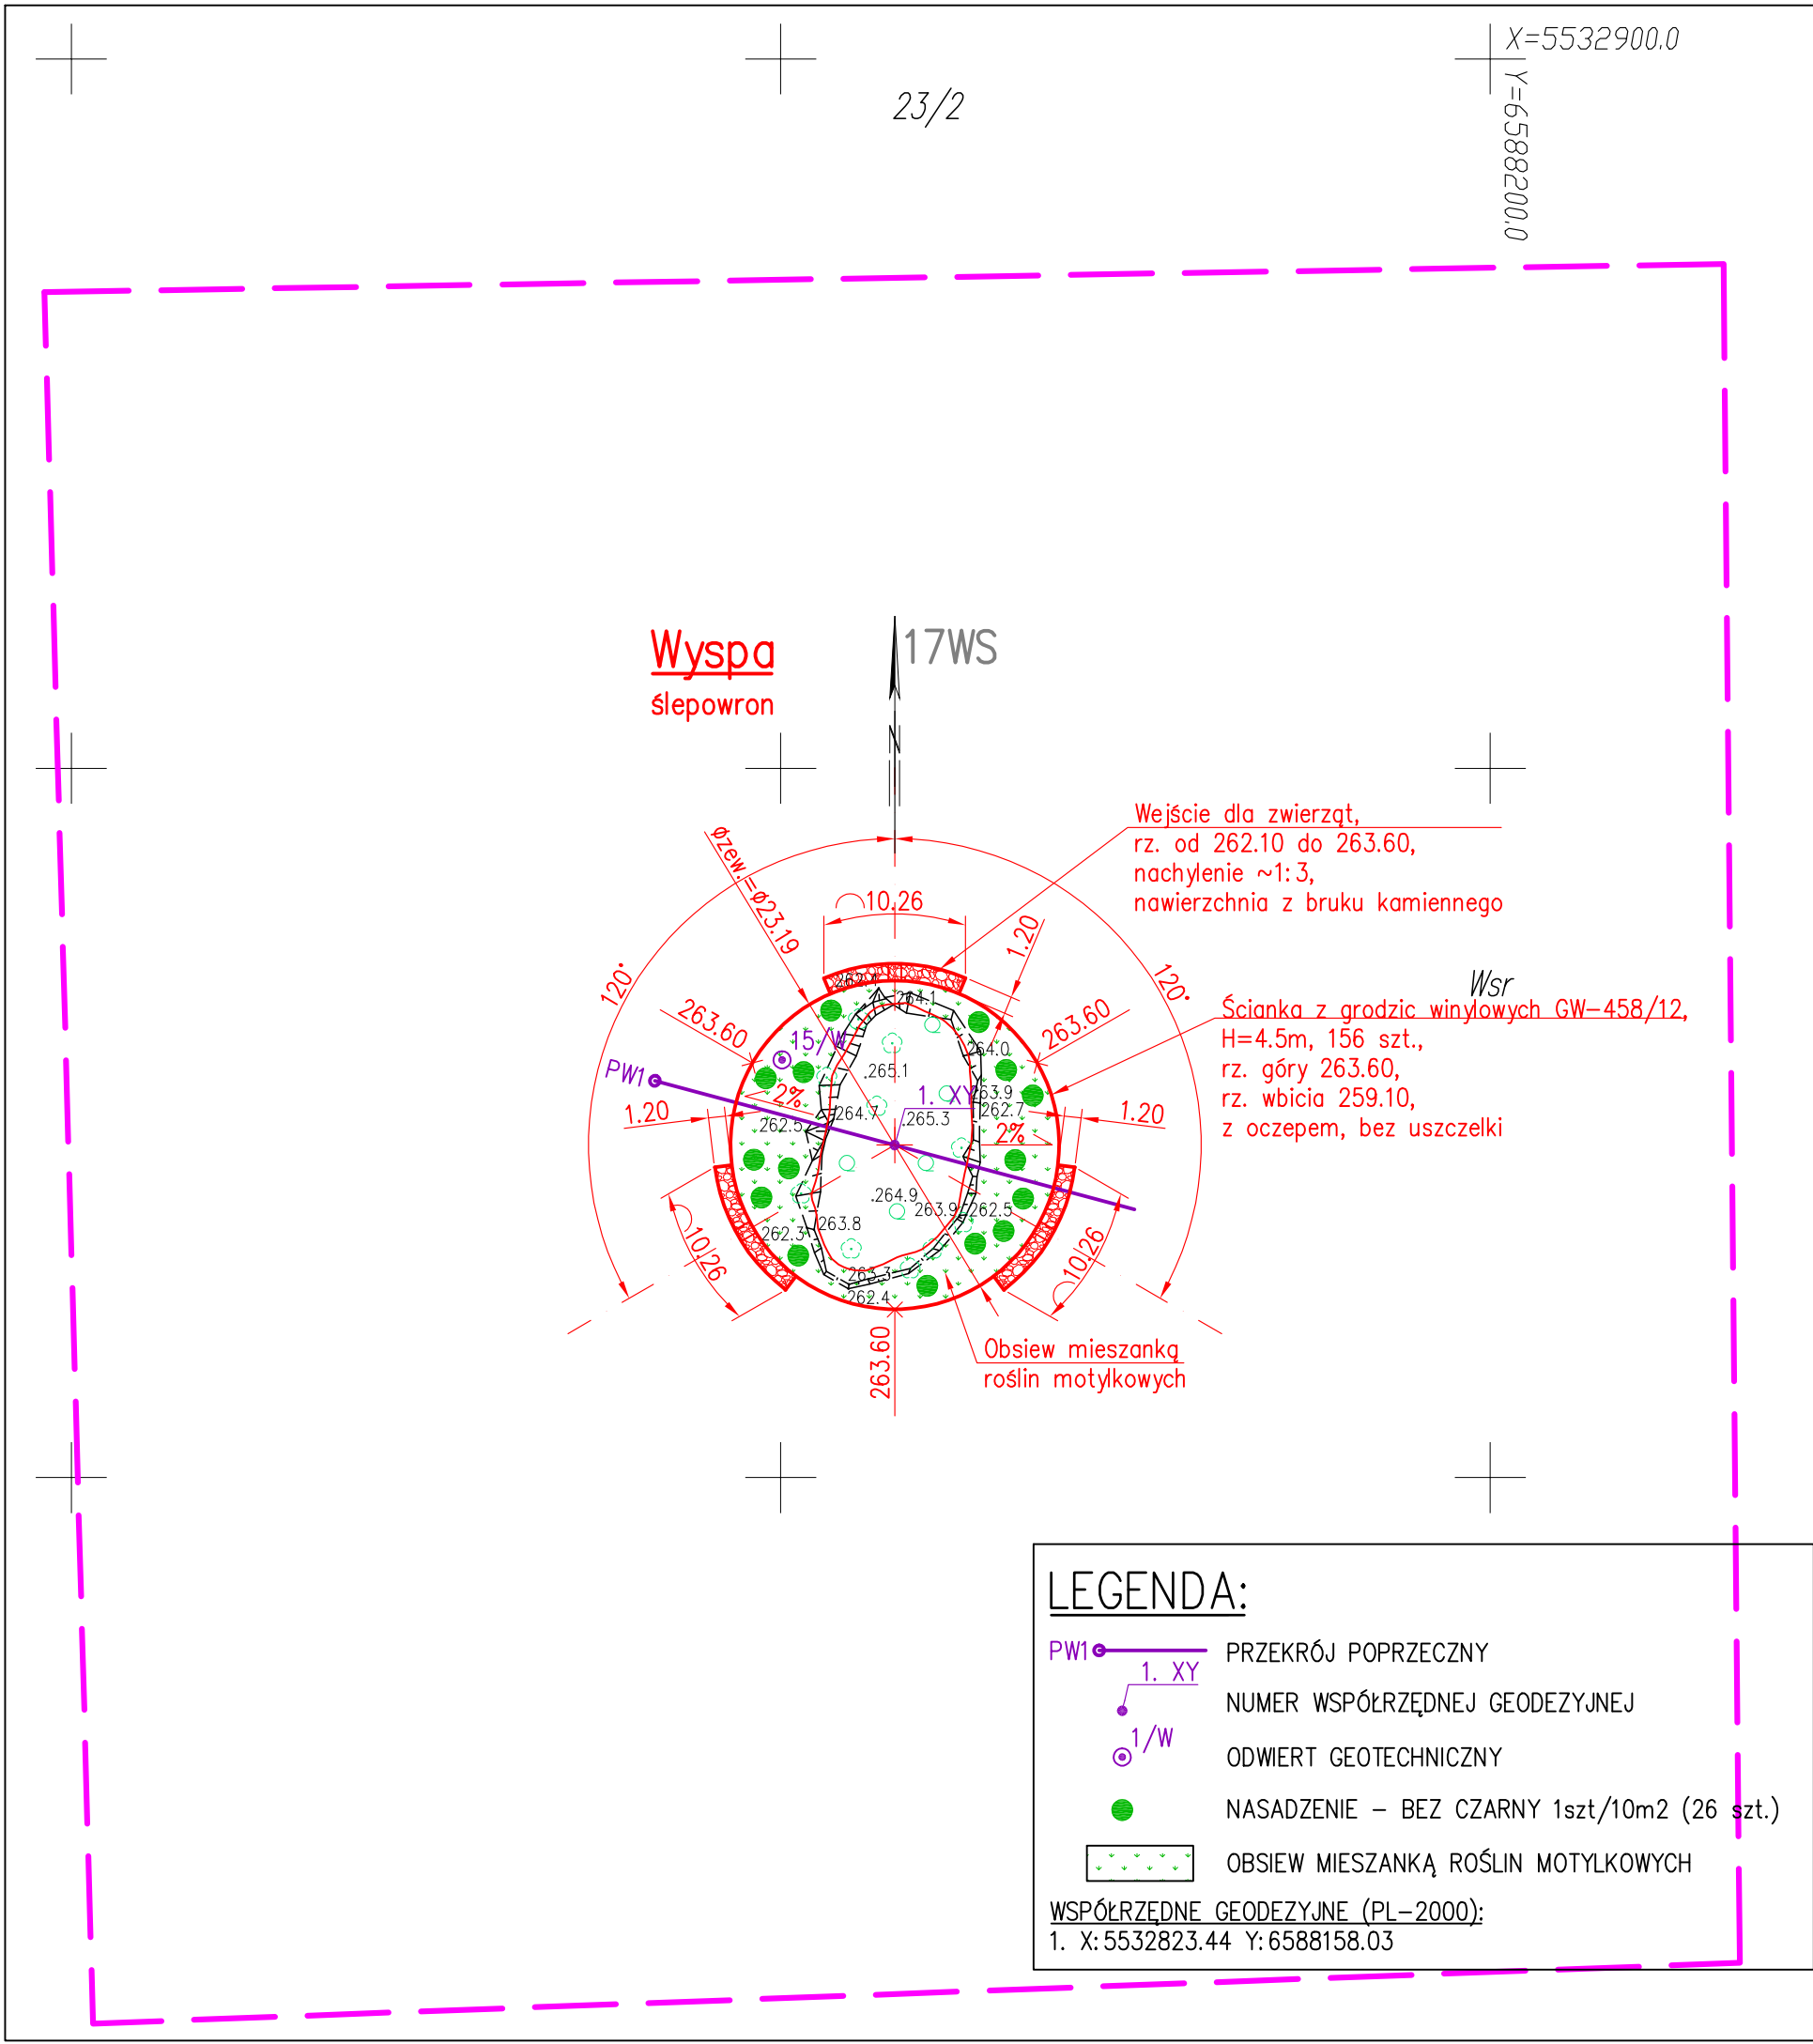 X=5532900.0
Y=6588200.0
23/2
Wyspa
ślepowron
17WS
N
Wejście dla zwierząt,
rz. od 262.10 do 263.60,
nachylenie ~1:3,
nawierzchnia z bruku kamiennego
øzew.=ø23.19
10.26
1.20
120°
120°
Wsr
Ścianka z grodzic winylowych GW-458/12,
H=4.5m, 156 szt.,
rz. góry 263.60,
rz. wbicia 259.10,
z oczepem, bez uszczelki
263.60
263.60
262.4
264.1
15/W
264.0
PW1
.265.1
2%
1. XY
263.9
1.20
264.7
.265.3
262.7
1.20
262.5
2%
.264.9
263.9
262.5
263.8
262.3
10.26
10.26
263.3
262.4
263.60
Obsiew mieszanką
roślin motylkowych
LEGENDA:
PW1 PRZEKRÓJ POPRZECZNY
1. XY
NUMER WSPÓŁRZĘDNEJ GEODEZYJNEJ
1/W
ODWIERT GEOTECHNICZNY
NASADZENIE – BEZ CZARNY 1szt/10m2 (26 szt.)
OBSIEW MIESZANKĄ ROŚLIN MOTYLKOWYCH
WSPÓŁRZĘDNE GEODEZYJNE (PL-2000):
1. X:5532823.44 Y:6588158.03